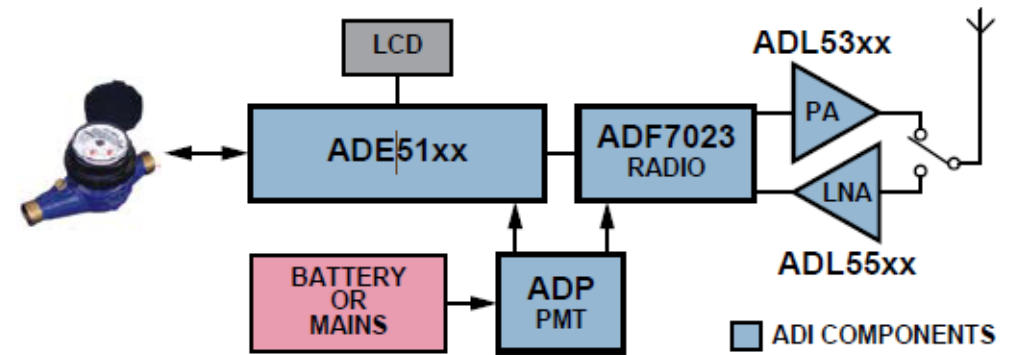 LCD
ADL53xx
PA
ADE51xx
ADF7023
RADIO
LNA
ADL55xx
BATTERY
OR
MAINS
ADP
PMT
ADI COMPONENTS